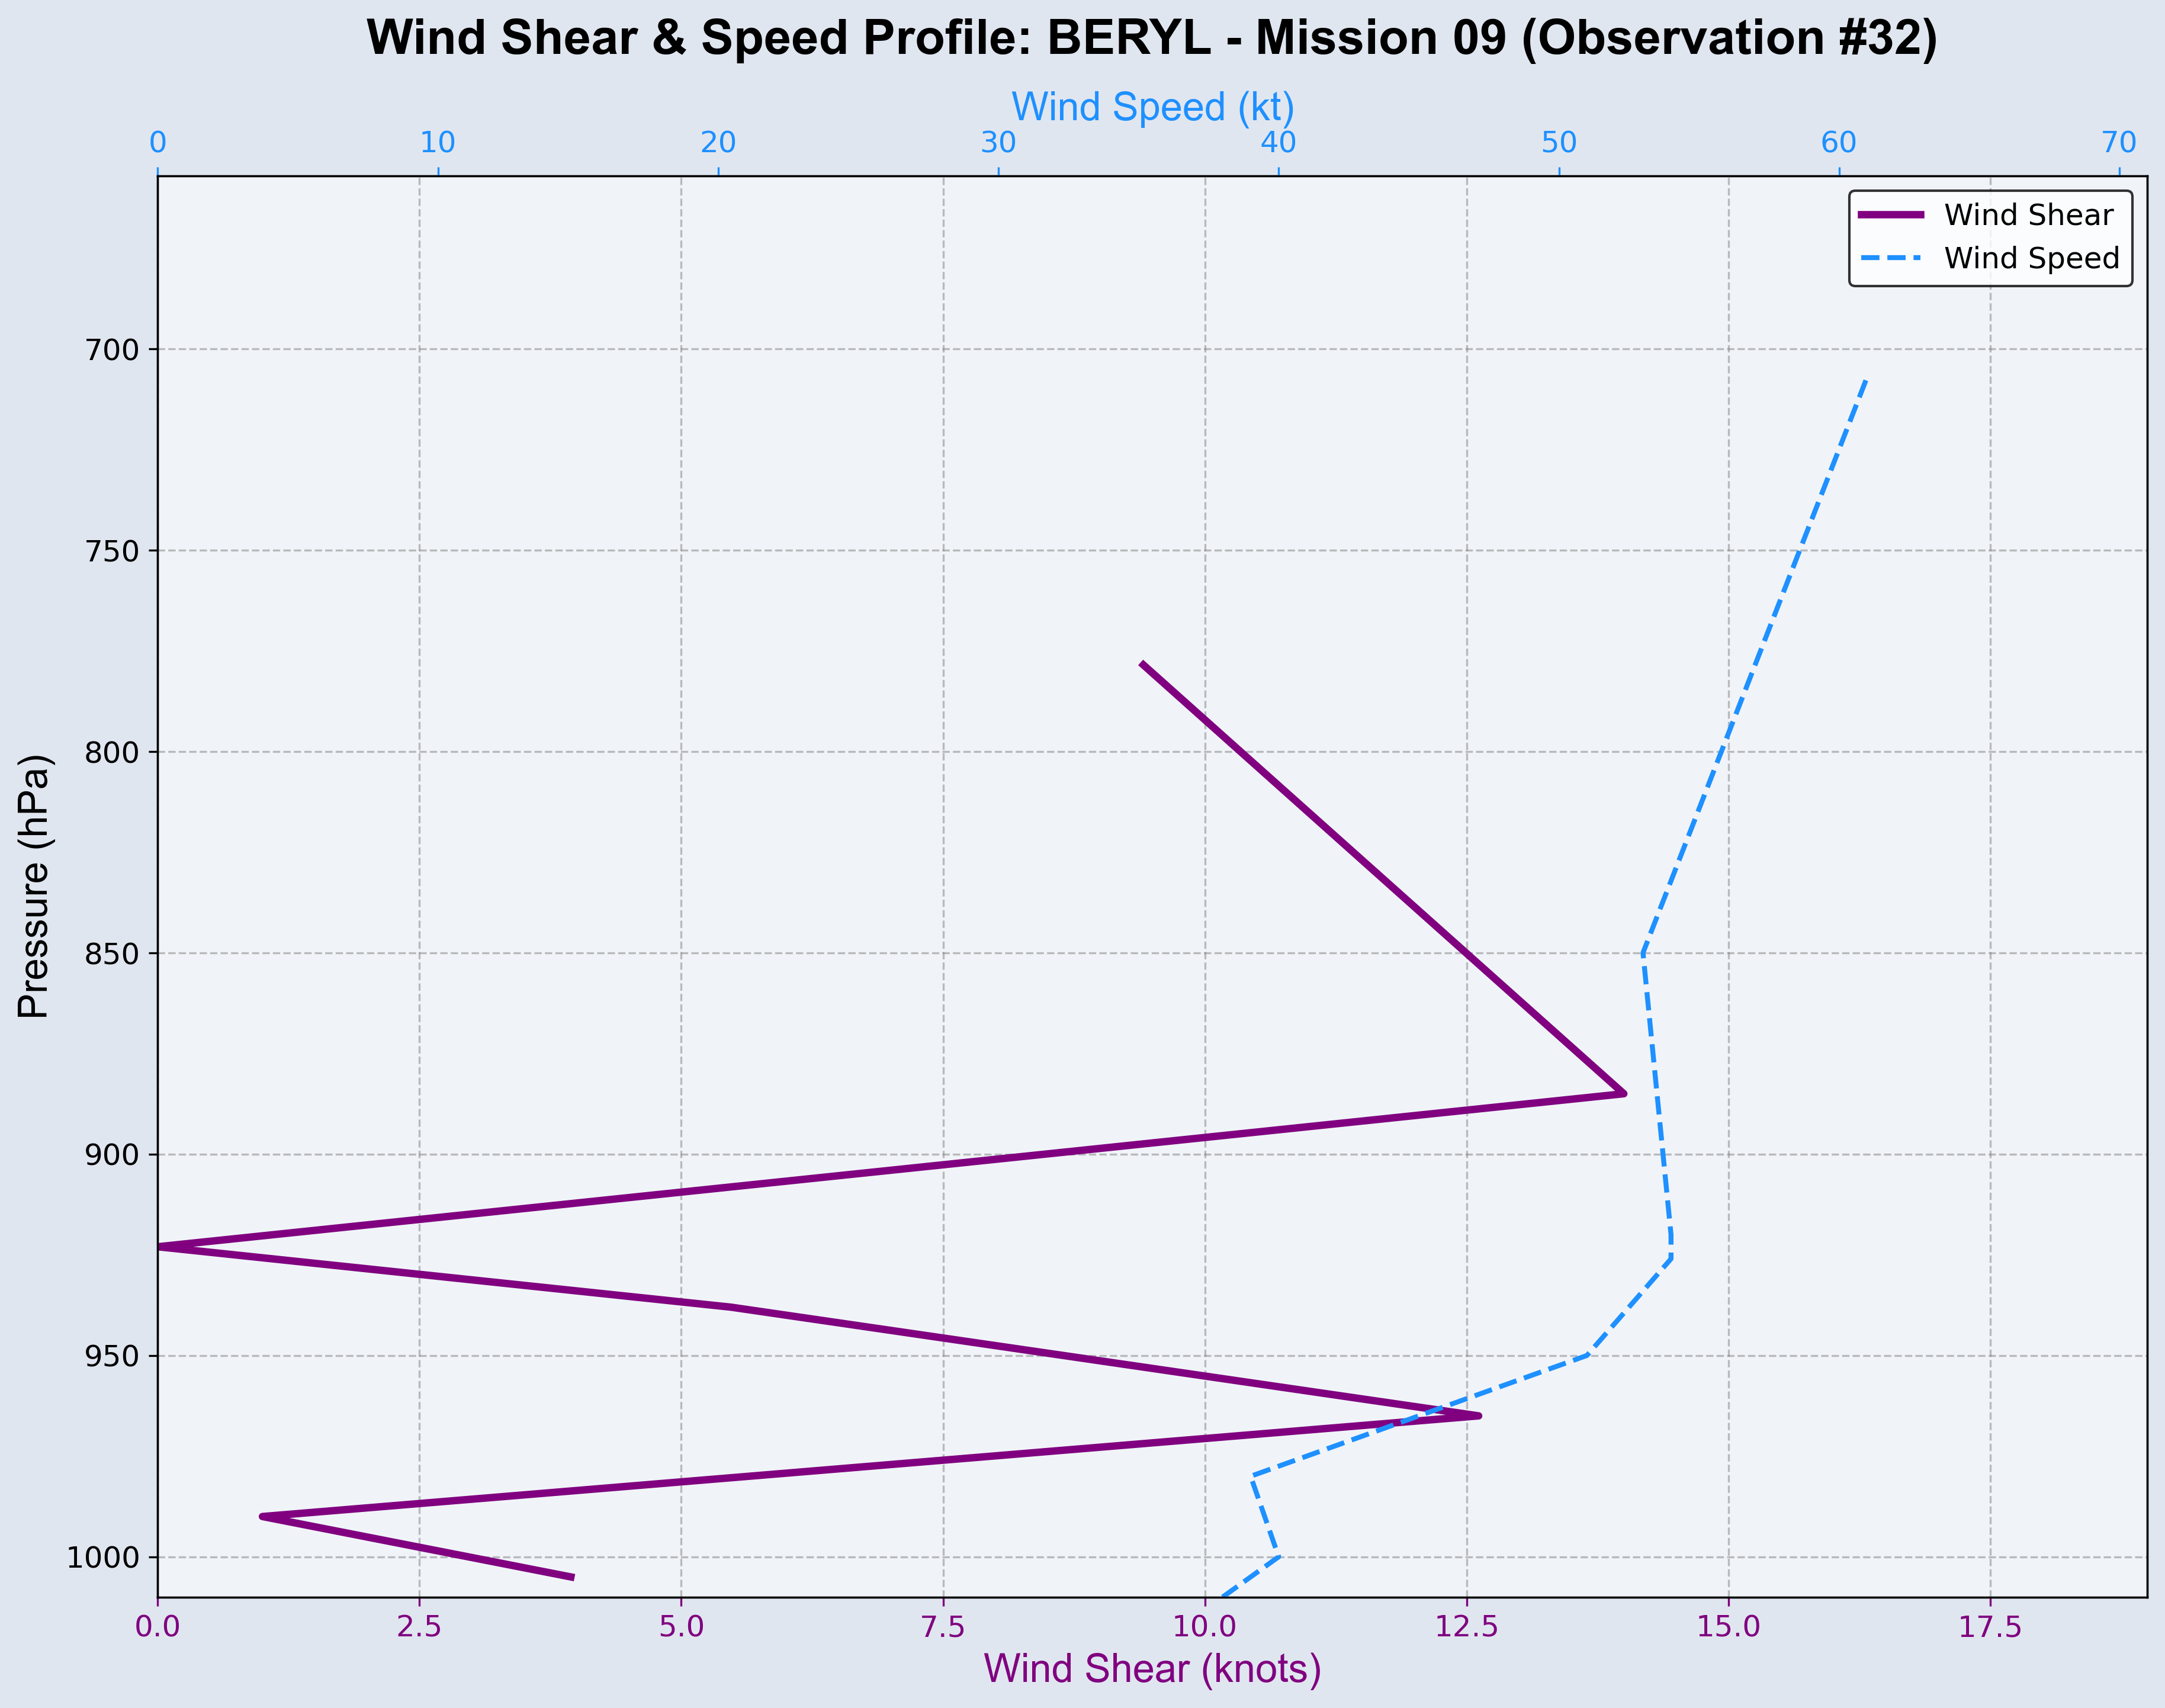 Wind Shear & Speed Profile: BERYL - Mission 09 (Observation #32)
Wind Speed (kt)
0 10 20 30 40 50 60 70
Wind Shear
Wind Speed
700
750
800
850
900
950
1000
Pressure (hPa)
0.0 2.5 5.0 7.5 10.0 12.5 15.0 17.5
Wind Shear (knots)